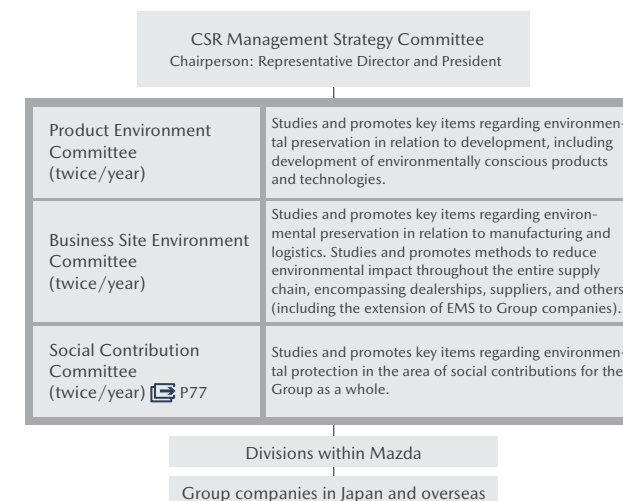 CSR Management Strategy Committee
Chairperson: Representative Director and President
Product Environment
Committee
(twice/year)
Studies and promotes key items regarding environmen-
tal preservation in relation to development, including
development of environmentally conscious products
and technologies.
Business Site Environment
Committee
(twice/year)
Studies and promotes key items regarding environ-
mental preservation in relation to manufacturing and
logistics. Studies and promotes methods to reduce
environmental impact throughout the entire supply
chain, encompassing dealerships, suppliers, and others
(including the extension of EMS to Group companies).
Social Contribution
Committee
(twice/year) P77
Studies and promotes key items regarding environmen-
tal protection in the area of social contributions for the
Group as a whole.
Divisions within Mazda
Group companies in Japan and overseas